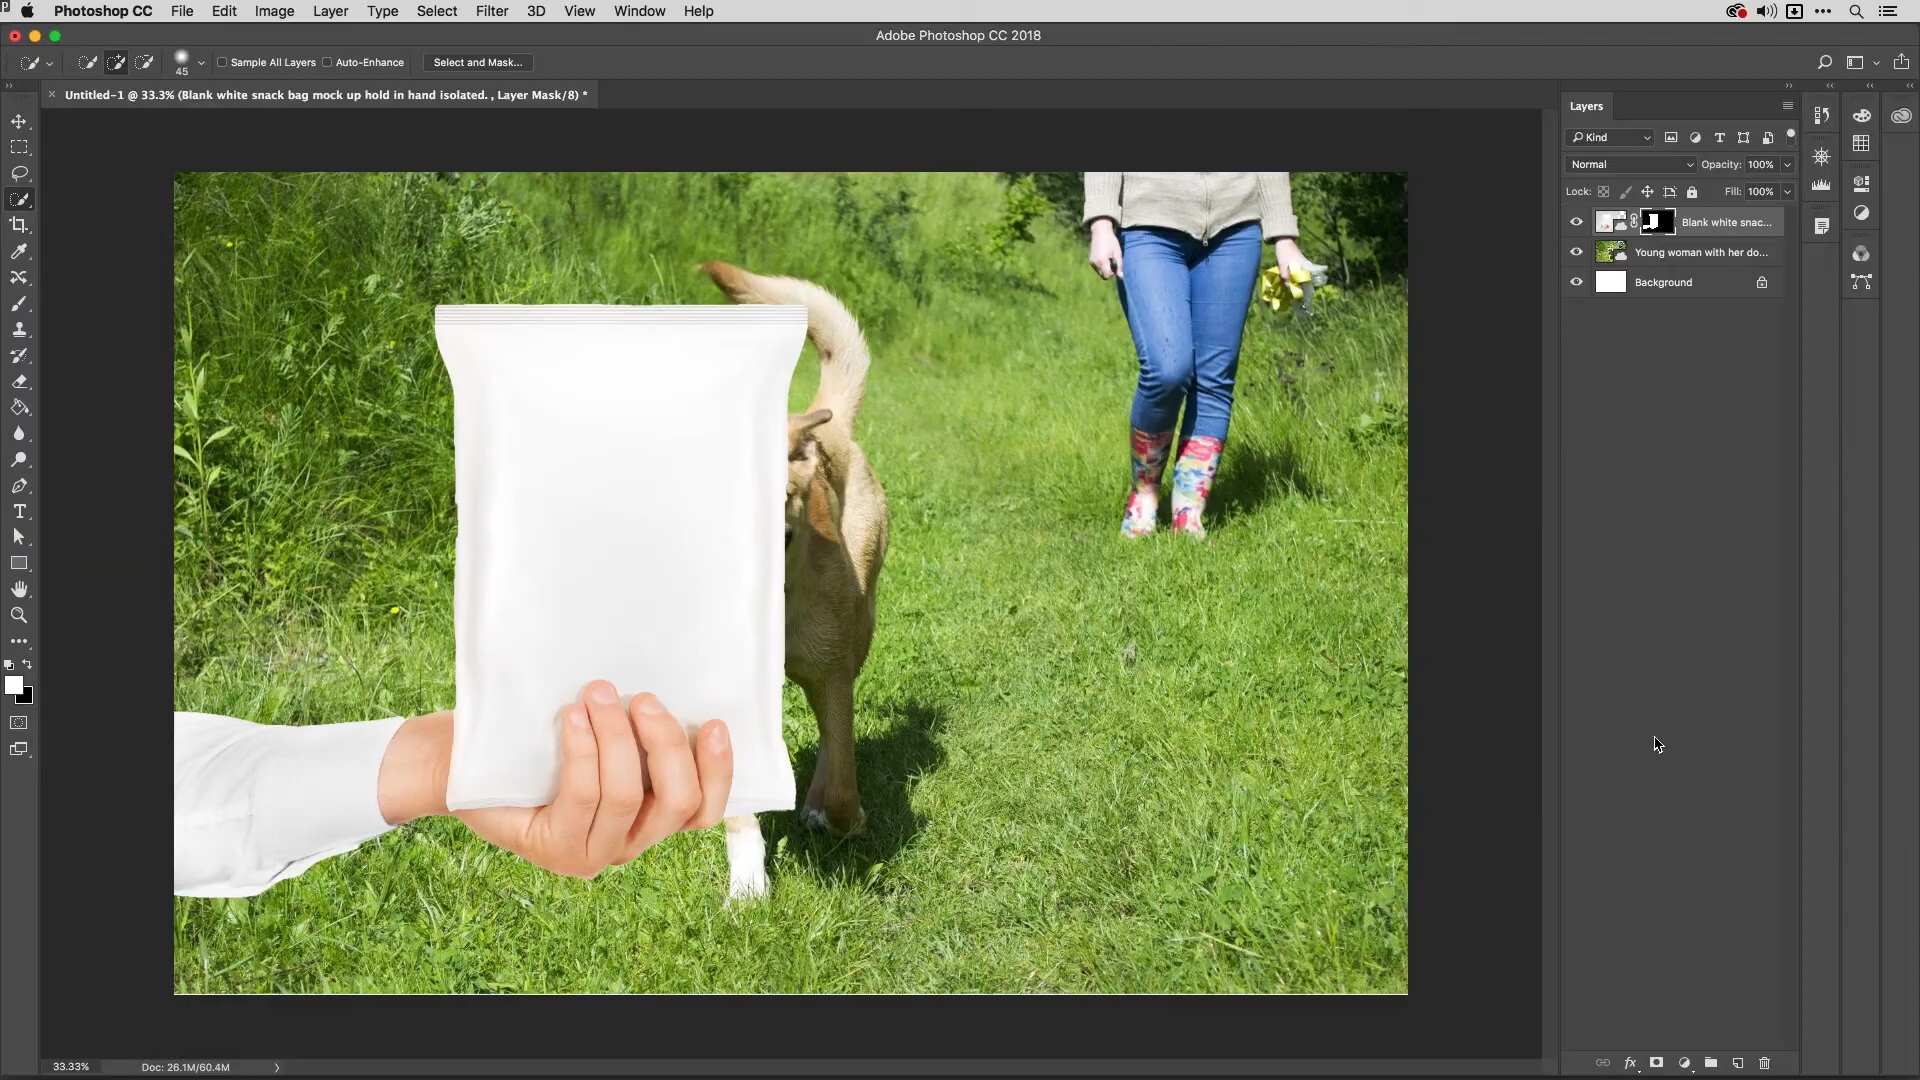 Photoshop CC File Edit Image Layer Type Select Filter 3D View Window Help
Adobe Photoshop CC 2018
45 Sample All Layers Auto-Enhance Select and Mask...
Untitled-1 @ 33.3% (Blank white snack bag mock up hold in hand isolated. , Layer Mask/8) *
Layers
Kind
Normal Opacity: 100%
Lock: Fill: 100%
Blank white snac...
Young woman with her do...
Background
33.33% Doc: 26.1M/60.4M